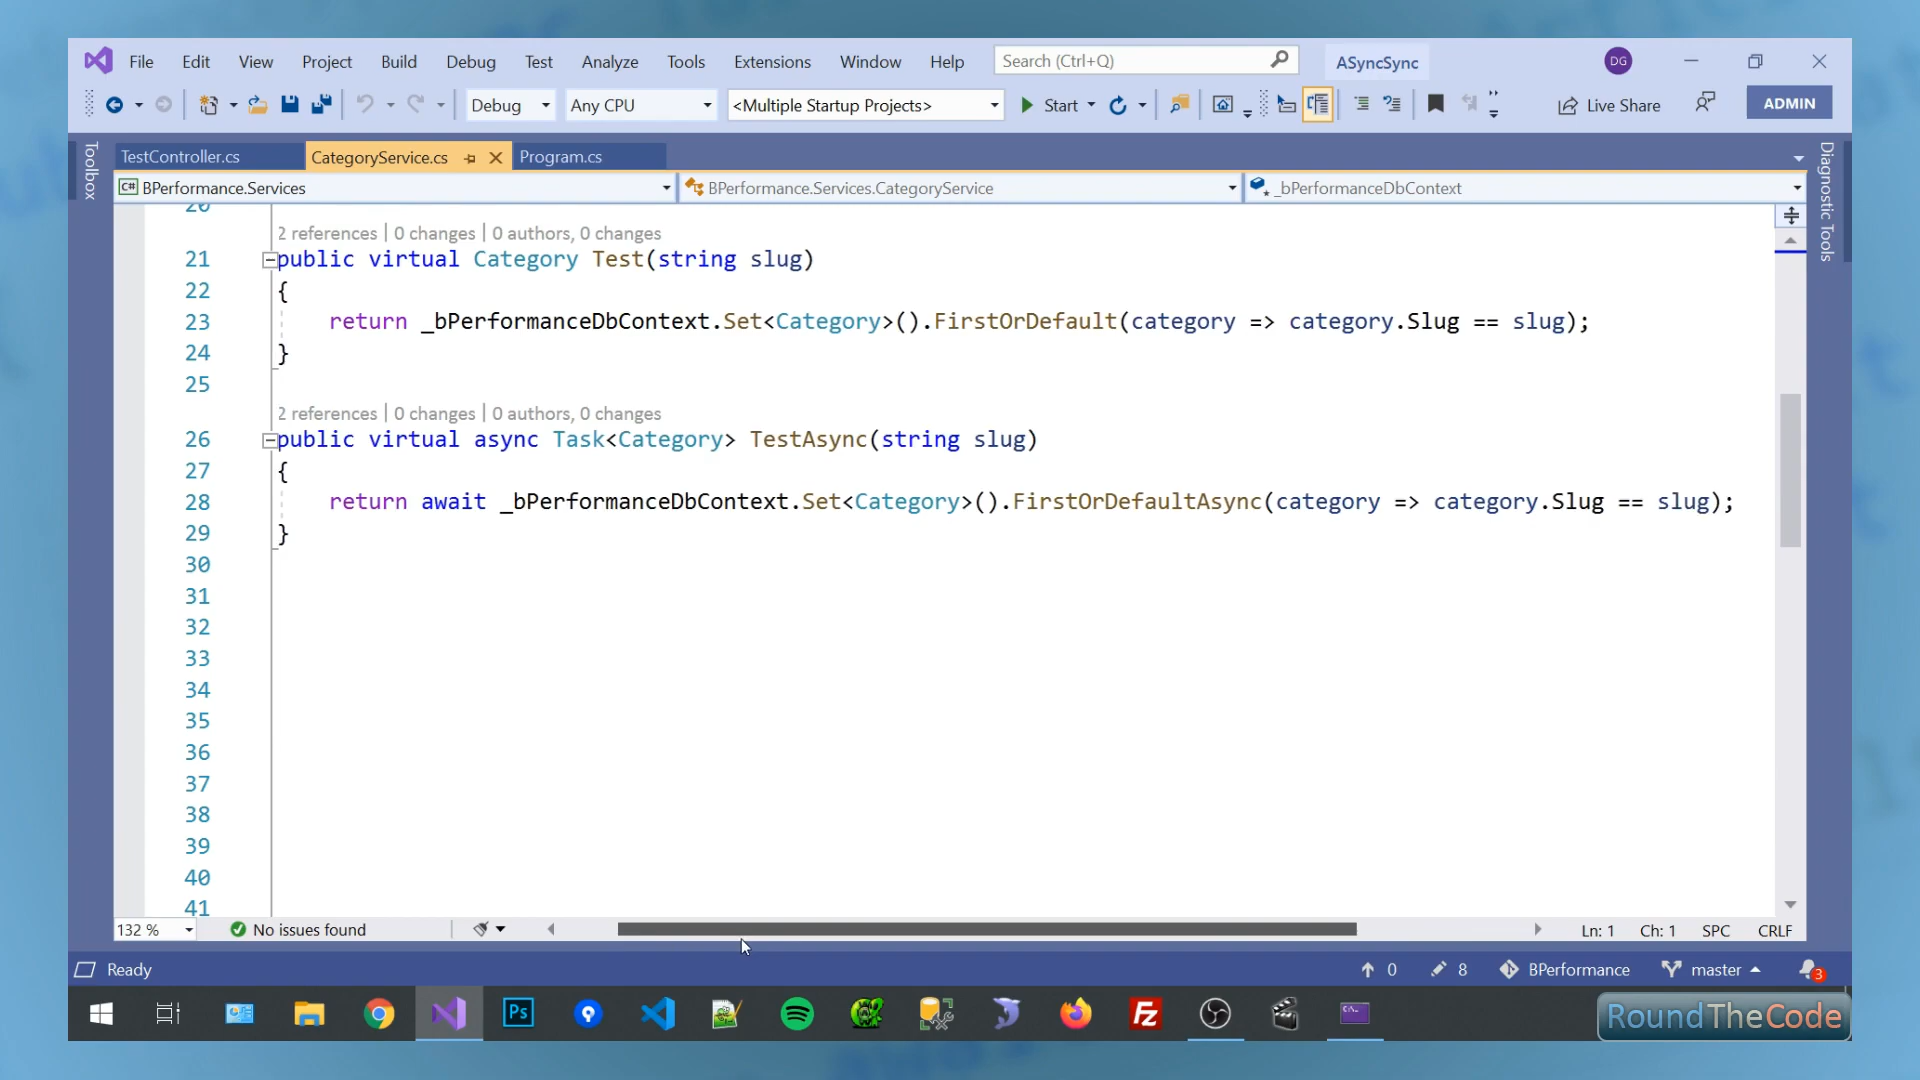 File Edit View Project Build Debug Test Analyze Tools Extensions Window Help Search (Ctrl+Q) ASyncSync DG
Debug Any CPU <Multiple Startup Projects> Start Live Share ADMIN
Toolbox
TestController.cs CategoryService.cs Program.cs
Diagnostic Tools
C# BPerformance.Services BPerformance.Services.CategoryService _bPerformanceDbContext
20
2 references | 0 changes | 0 authors, 0 changes
21 public virtual Category Test(string slug)
22 {
23 return _bPerformanceDbContext.Set<Category>().FirstOrDefault(category => category.Slug == slug);
24 }
25
2 references | 0 changes | 0 authors, 0 changes
26 public virtual async Task<Category> TestAsync(string slug)
27 {
28 return await _bPerformanceDbContext.Set<Category>().FirstOrDefaultAsync(category => category.Slug == slug);
29 }
30
31
32
33
34
35
36
37
38
39
40
41
132 % No issues found Ln: 1 Ch: 1 SPC CRLF
Ready 0 8 BPerformance master 3
Ps FZ RoundTheCode